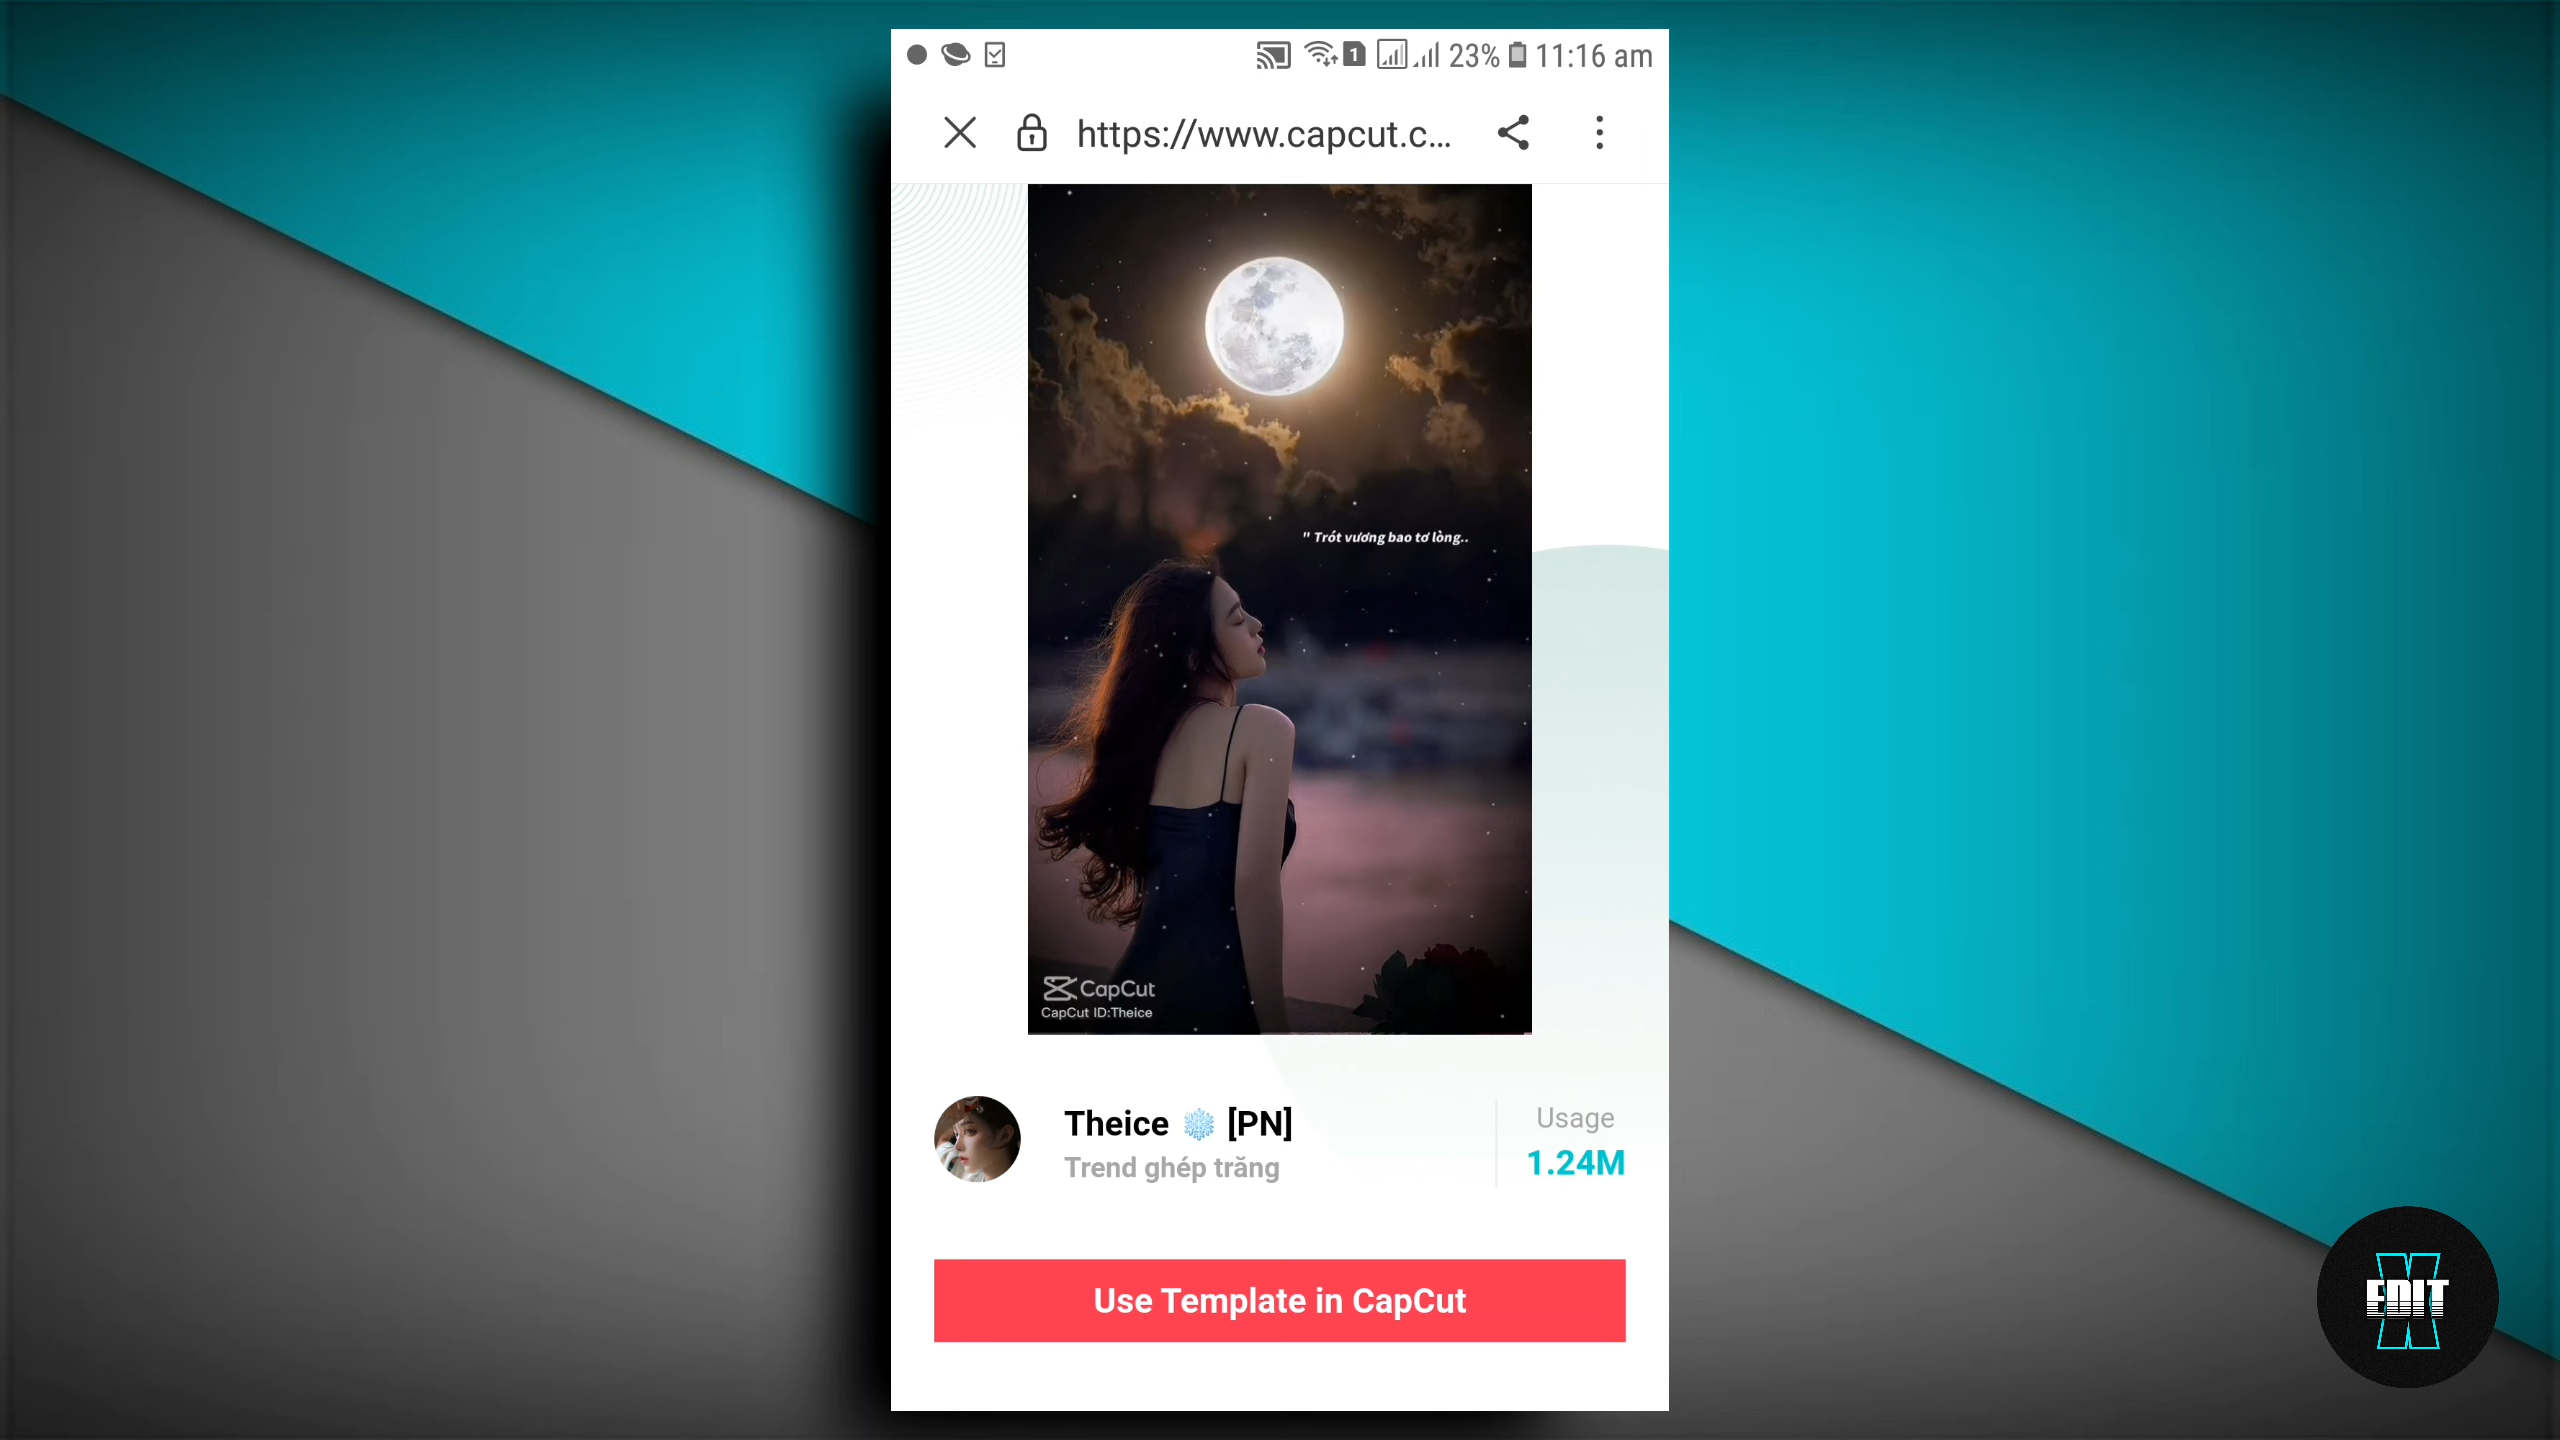 1 23% 11:16 am
https://www.capcut.c...
" Trót vương bao tơ lòng..
CapCut
CapCut ID:Theice
Theice ❄️ [PN]
Trend ghép trăng
Usage
1.24M
Use Template in CapCut
X
EDIT